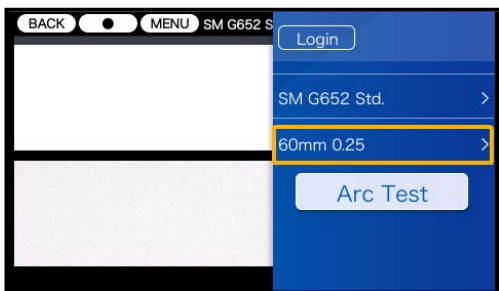 BACK ● MENU SM G652 S
Login
SM G652 Std. >
60mm 0.25 >
Arc Test